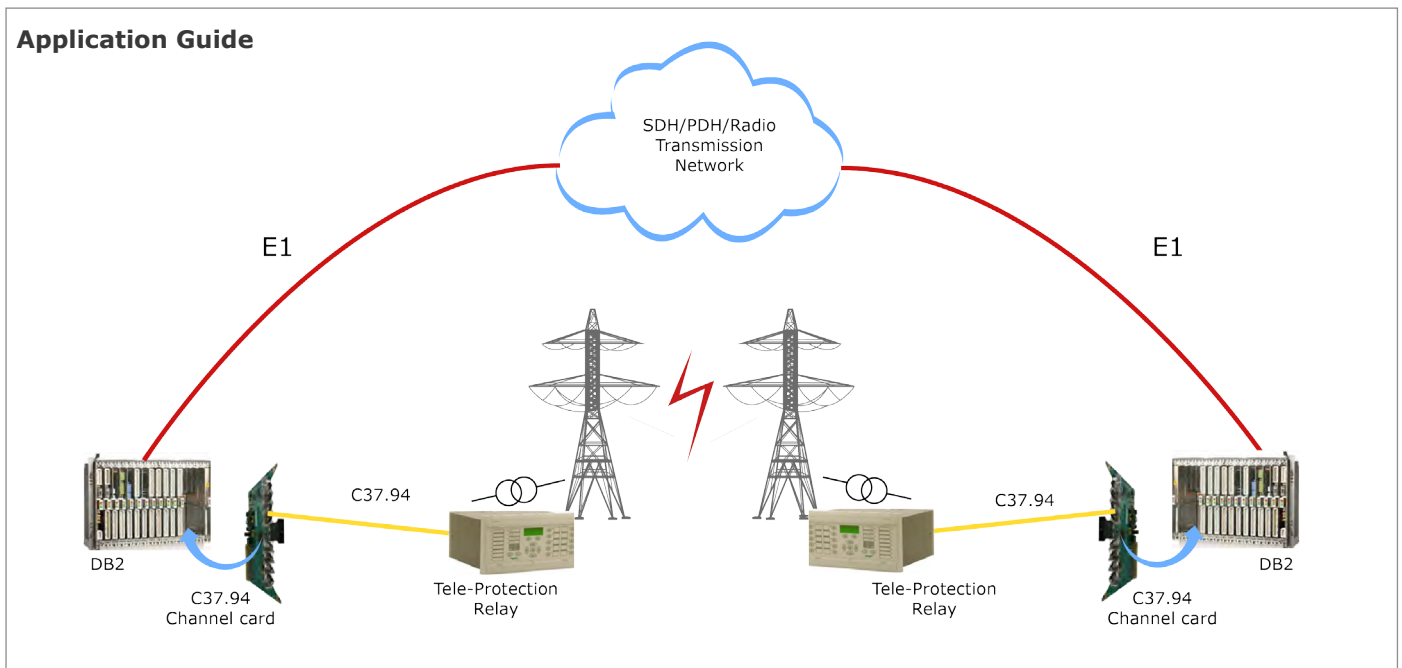 Application Guide
SDH/PDH/Radio
Transmission
Network
E1
E1
C37.94
C37.94
DB2
C37.94
Channel card
Tele-Protection
Relay
Tele-Protection
Relay
C37.94
Channel card
DB2